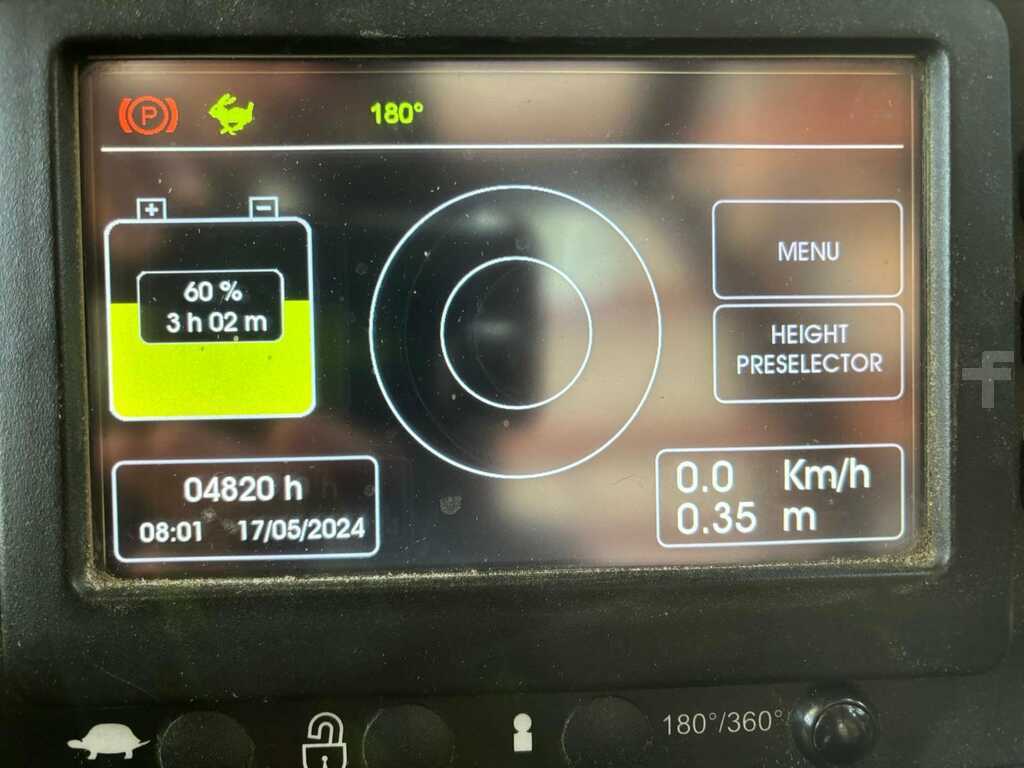 P
180°
+ -
60 %
3 h 02 m
MENU
HEIGHT
PRESELECTOR
04820 h
08:01 17/05/2024
0.0 Km/h
0.35 m
f
180°/360°